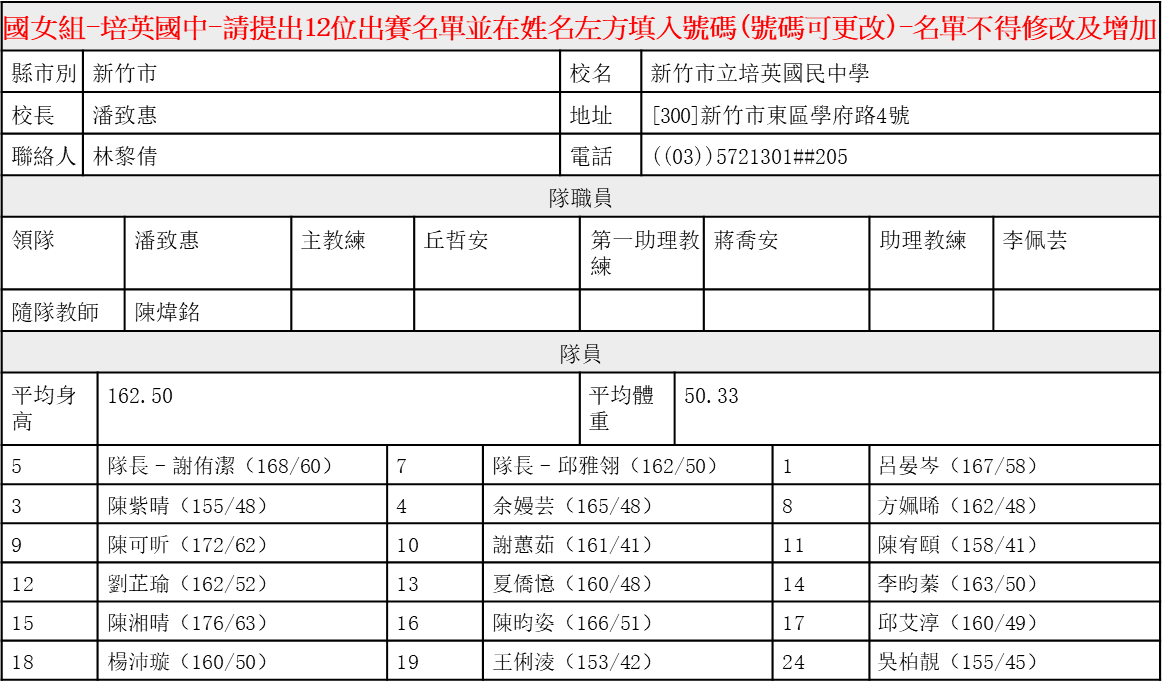 國女組-培英國中-請提出12位出賽名單並在姓名左方填入號碼(號碼可更改)-名單不得修改及增加
縣市別 新竹市 校名 新竹市立培英國民中學
校長 潘致惠 地址 [300]新竹市東區學府路4號
聯絡人 林黎倩 電話 ((03))5721301##205
隊職員
領隊 潘致惠 主教練 丘哲安 第一助理教練 蔣喬安 助理教練 李佩芸
隨隊教師 陳煒銘
隊員
平均身高 162.50 平均體重 50.33
5 隊長-謝侑潔(168/60) 7 隊長-邱雅翎(162/50) 1 呂晏岑(167/58)
3 陳紫晴(155/48) 4 余嫚芸(165/48) 8 方姵晞(162/48)
9 陳可昕(172/62) 10 謝蕙茹(161/41) 11 陳宥頤(158/41)
12 劉芷瑜(162/52) 13 夏僑憶(160/48) 14 李昀蓁(163/50)
15 陳湘晴(176/63) 16 陳昀姿(166/51) 17 邱艾淳(160/49)
18 楊沛璇(160/50) 19 王俐淩(153/42) 24 吳柏靚(155/45)